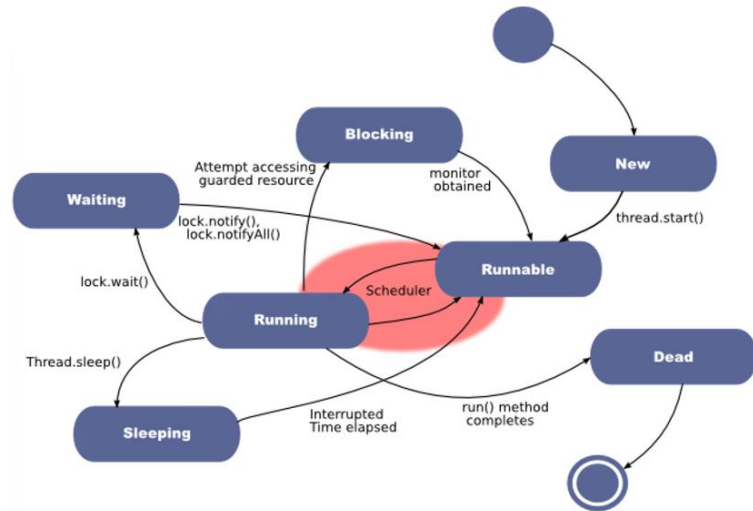 Blocking
New
Attempt accessing
guarded resource
monitor
obtained
Waiting
thread.start()
lock.notify(),
lock.notifyAll()
Runnable
lock.wait()
Scheduler
Running
Dead
Thread.sleep()
Interrupted
Time elapsed
run() method
completes
Sleeping